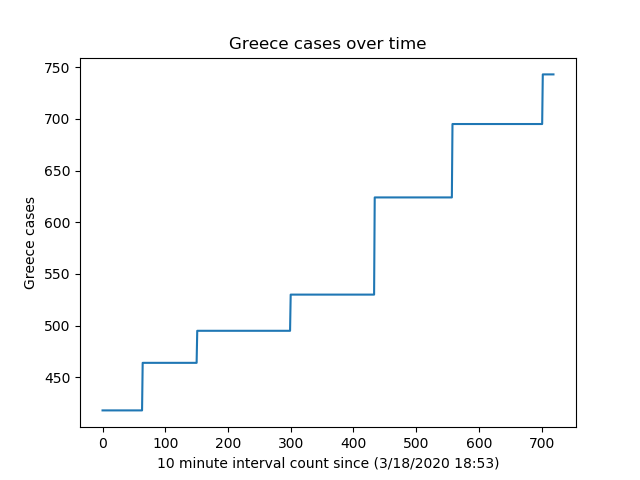 Greece cases over time
750
700
650
600
550
500
450
Greece cases
0 100 200 300 400 500 600 700
10 minute interval count since (3/18/2020 18:53)